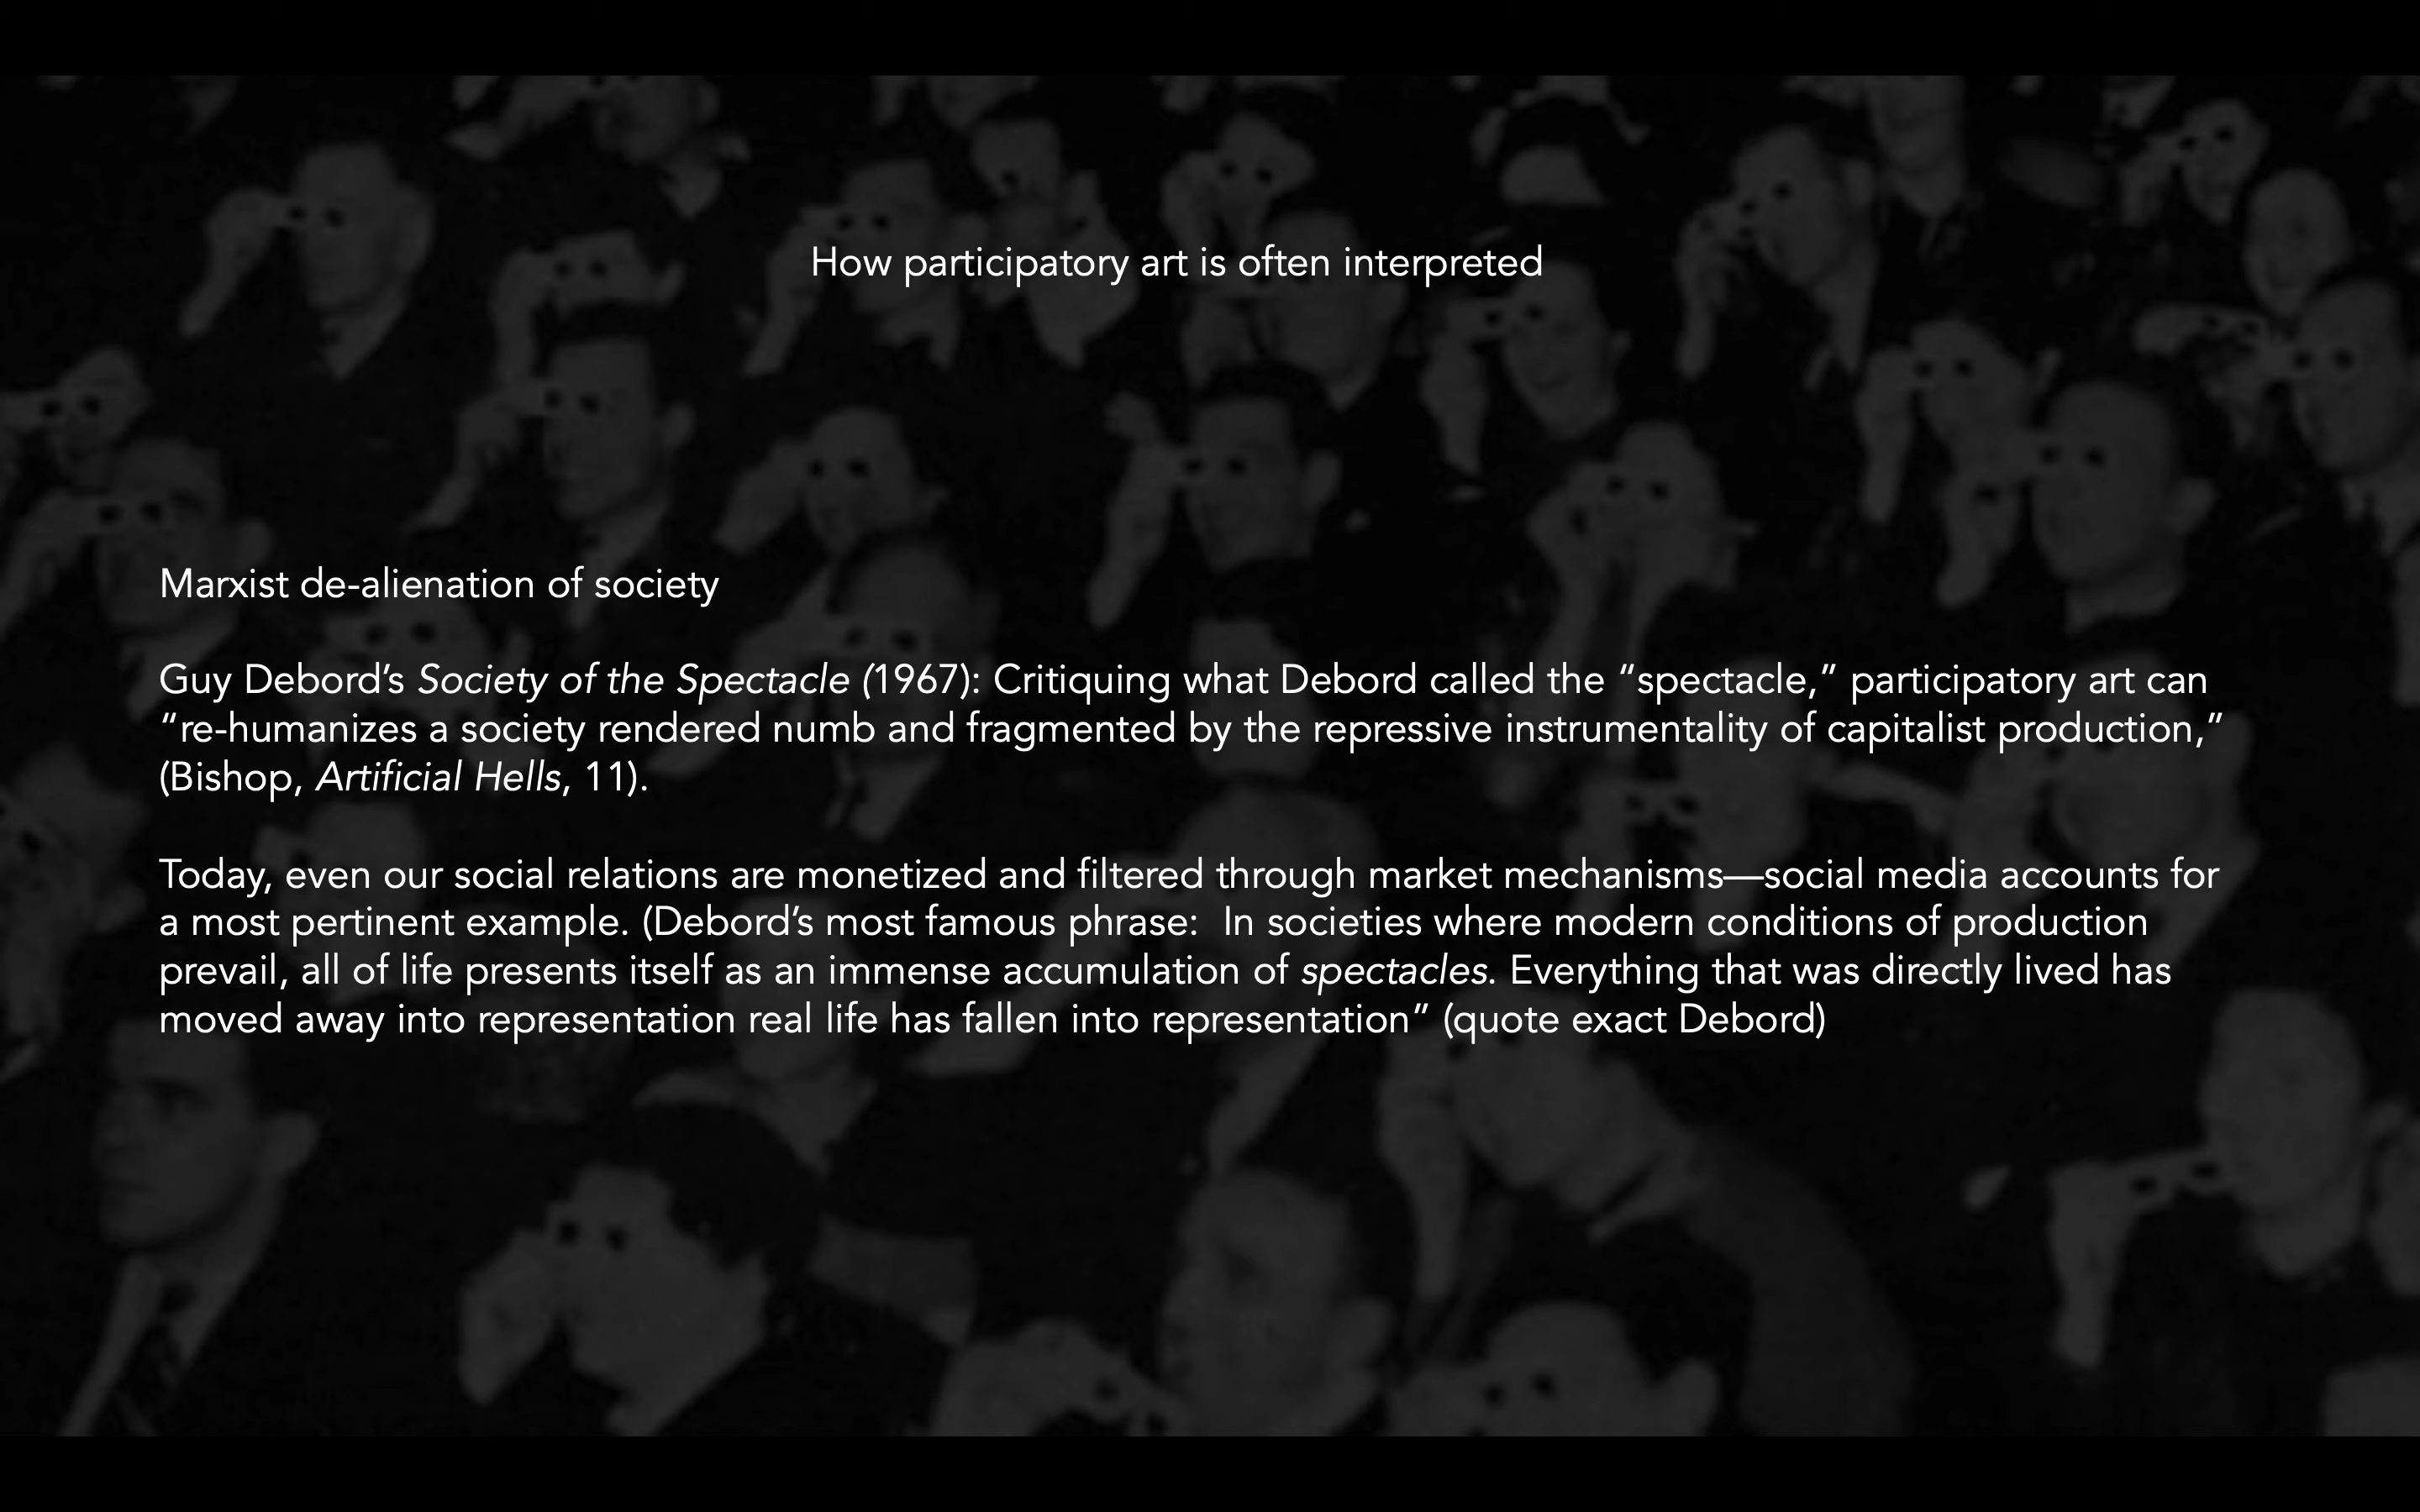 How participatory art is often interpreted
Marxist de-alienation of society
Guy Debord’s Society of the Spectacle (1967): Critiquing what Debord called the “spectacle,” participatory art can
“re-humanizes a society rendered numb and fragmented by the repressive instrumentality of capitalist production,”
(Bishop, Artificial Hells, 11).
Today, even our social relations are monetized and filtered through market mechanisms—social media accounts for
a most pertinent example. (Debord’s most famous phrase:  In societies where modern conditions of production
prevail, all of life presents itself as an immense accumulation of spectacles. Everything that was directly lived has
moved away into representation real life has fallen into representation” (quote exact Debord)